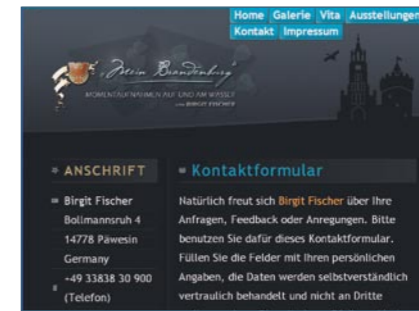 Home Galerie Vita Ausstellungen
Kontakt Impressum
„Mein Brandenburg“
MOMENTAUFNAHMEN AUF UND AM WASSER
von BIRGIT FISCHER
ANSCHRIFT
Birgit Fischer
Bollmannsruh 4
14778 Päwesin
Germany
+49 33838 30 900
(Telefon)
Kontaktformular
Natürlich freut sich Birgit Fischer über Ihre
Anfragen, Feedback oder Anregungen. Bitte
benutzen Sie dafür dieses Kontaktformular.
Füllen Sie die Felder mit Ihren persönlichen
Angaben, die Daten werden selbstverständlich
vertraulich behandelt und nicht an Dritte